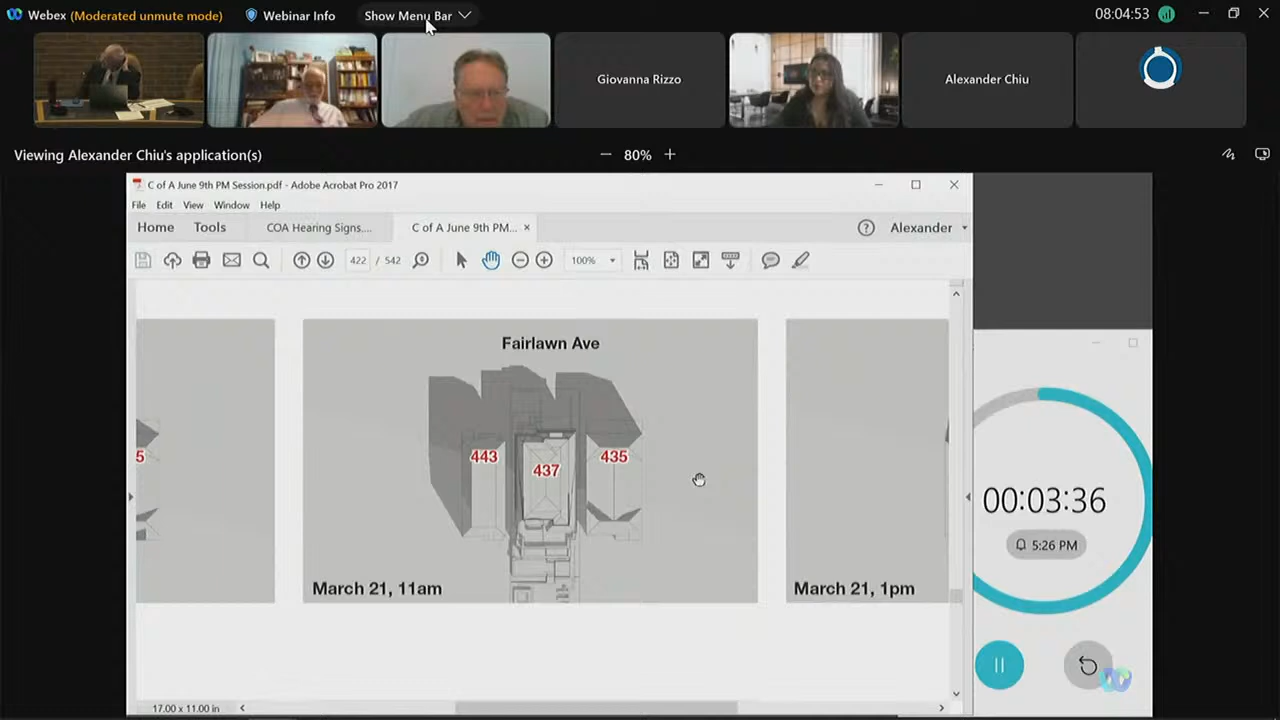 Webex (Moderated unmute mode) Webinar Info Show Menu Bar 08:04:53
Giovanna Rizzo
Alexander Chiu
Viewing Alexander Chiu's application(s) 80%
C of A June 9th PM Session.pdf - Adobe Acrobat Pro 2017
File Edit View Window Help
Home Tools COA Hearing Signs.... C of A June 9th PM... × Alexander
422 / 542 100%
Fairlawn Ave
5 443 437 435
March 21, 11am
March 21, 1pm
17.00 x 11.00 in
00:03:36
5:26 PM